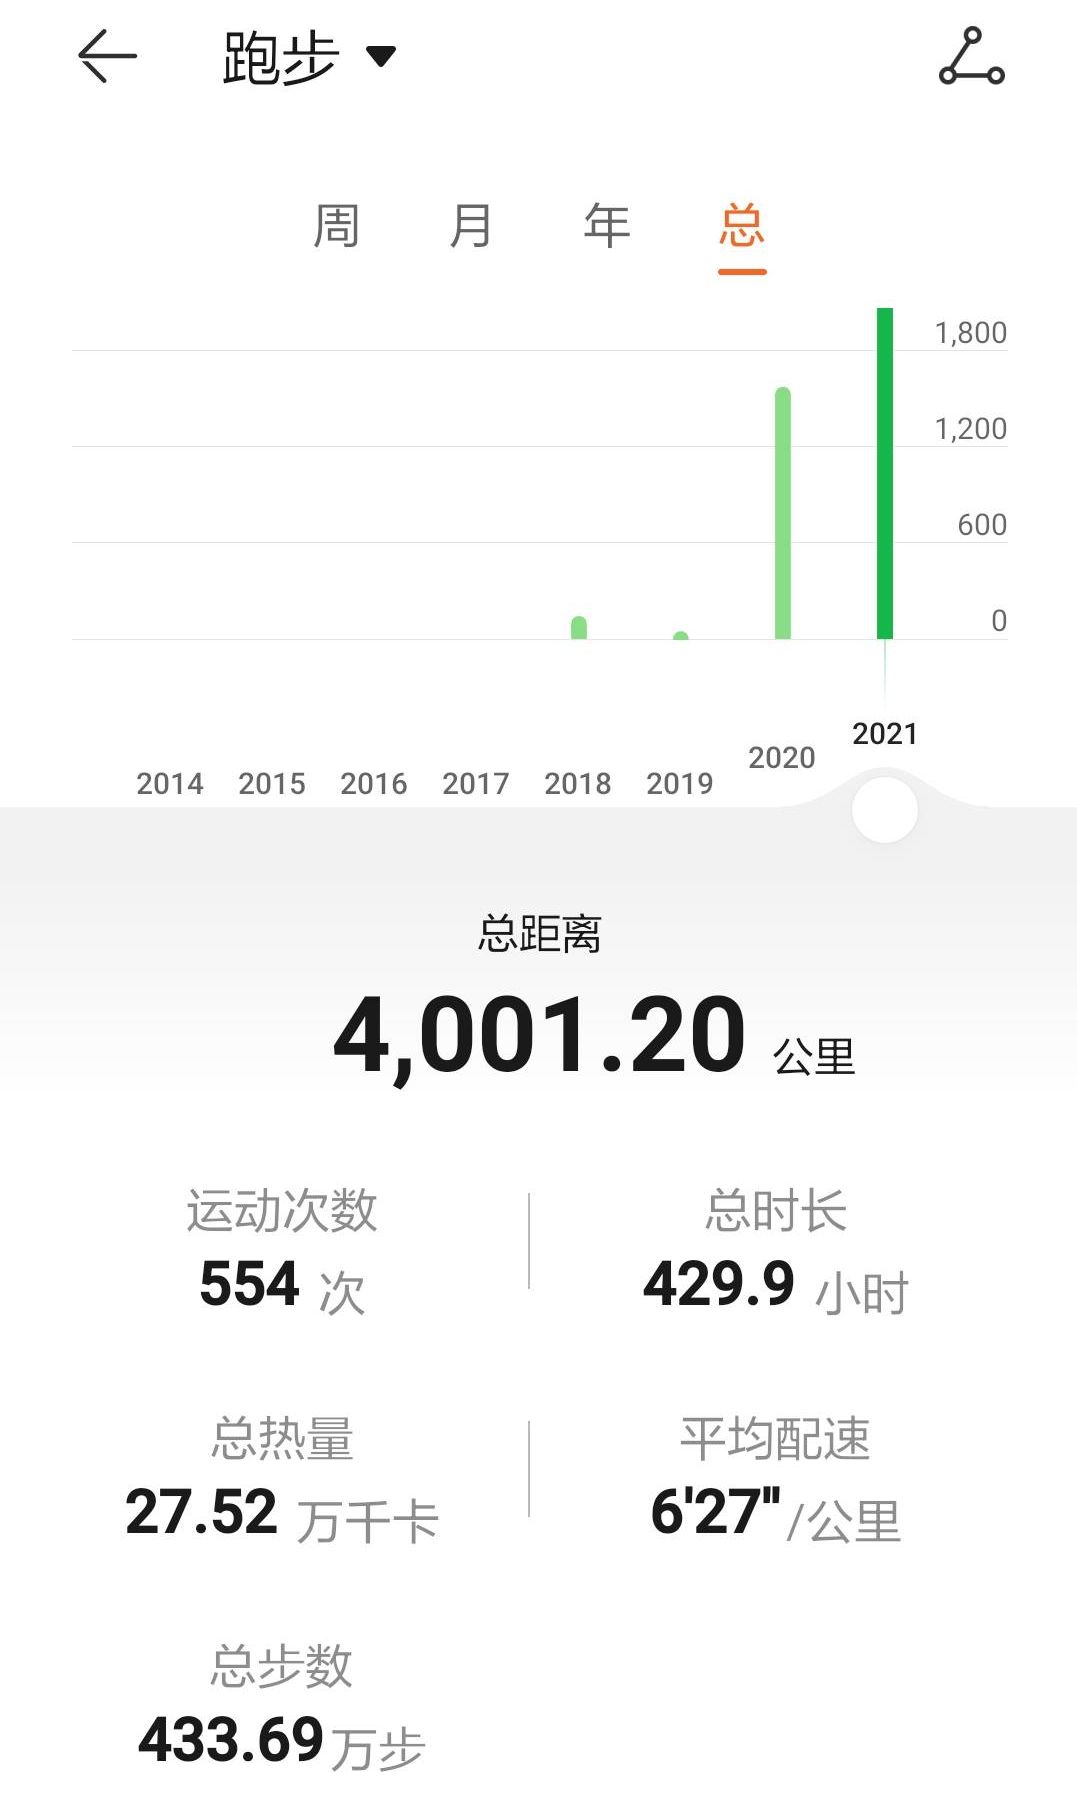 跑步
周 月 年 总
1,800
1,200
600
0
2014 2015 2016 2017 2018 2019 2020 2021
总距离
4,001.20 公里
运动次数 总时长
554 次 429.9 小时
总热量 平均配速
27.52 万千卡 6'27"/公里
总步数
433.69万步